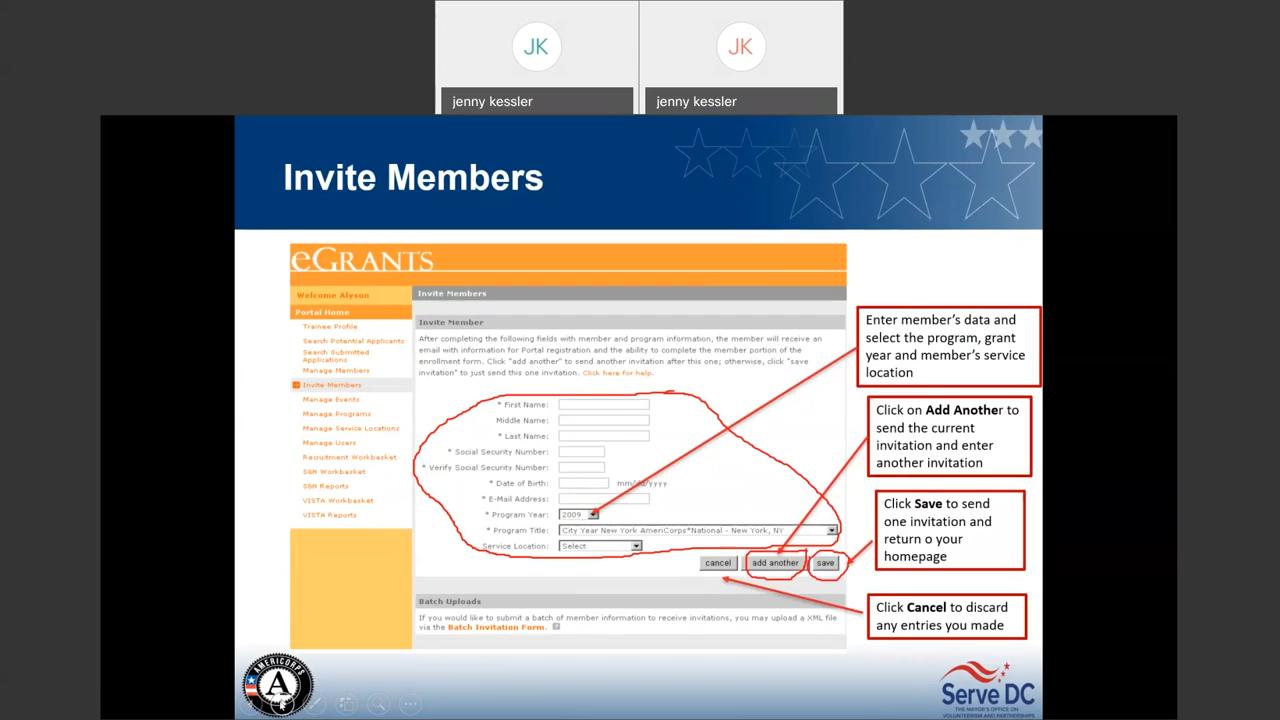 JK
JK
jenny kessler
jenny kessler
Invite Members
eGRANTS
Welcome Alyson
Portal Home
Trainee Profile
Search Potential Applicants
Search Submitted
Applications
Manage Members
Invite Members
Manage Events
Manage Programs
Manage Service Locations
Manage Users
Recruitment Workbasket
S&N Workbasket
S&N Reports
VISTA Workbasket
VISTA Reports
Invite Members
Invite Member
After completing the following fields with member and program information, the member will receive an
email with information for Portal registration and the ability to complete the member portion of the
enrollment form. Click "add another" to send another invitation after this one; otherwise, click "save
invitation" to just send this one invitation. Click here for help.
* First Name:
Middle Name:
* Last Name:
* Social Security Number:
* Verify Social Security Number:
* Date of Birth: mm/dd/yyyy
* E-Mail Address:
* Program Year: 2009
* Program Title: City Year New York AmeriCorps*National - New York, NY
Service Location: Select
cancel add another save
Batch Uploads
If you would like to submit a batch of member information to receive invitations, you may upload a XML file
via the Batch Invitation Form. ?
Enter member's data and
select the program, grant
year and member's service
location
Click on Add Another to
send the current
invitation and enter
another invitation
Click Save to send
one invitation and
return o your
homepage
Click Cancel to discard
any entries you made
AMERICORPS
A
Serve DC
THE MAYOR'S OFFICE ON
VOLUNTEERISM AND PARTNERSHIPS